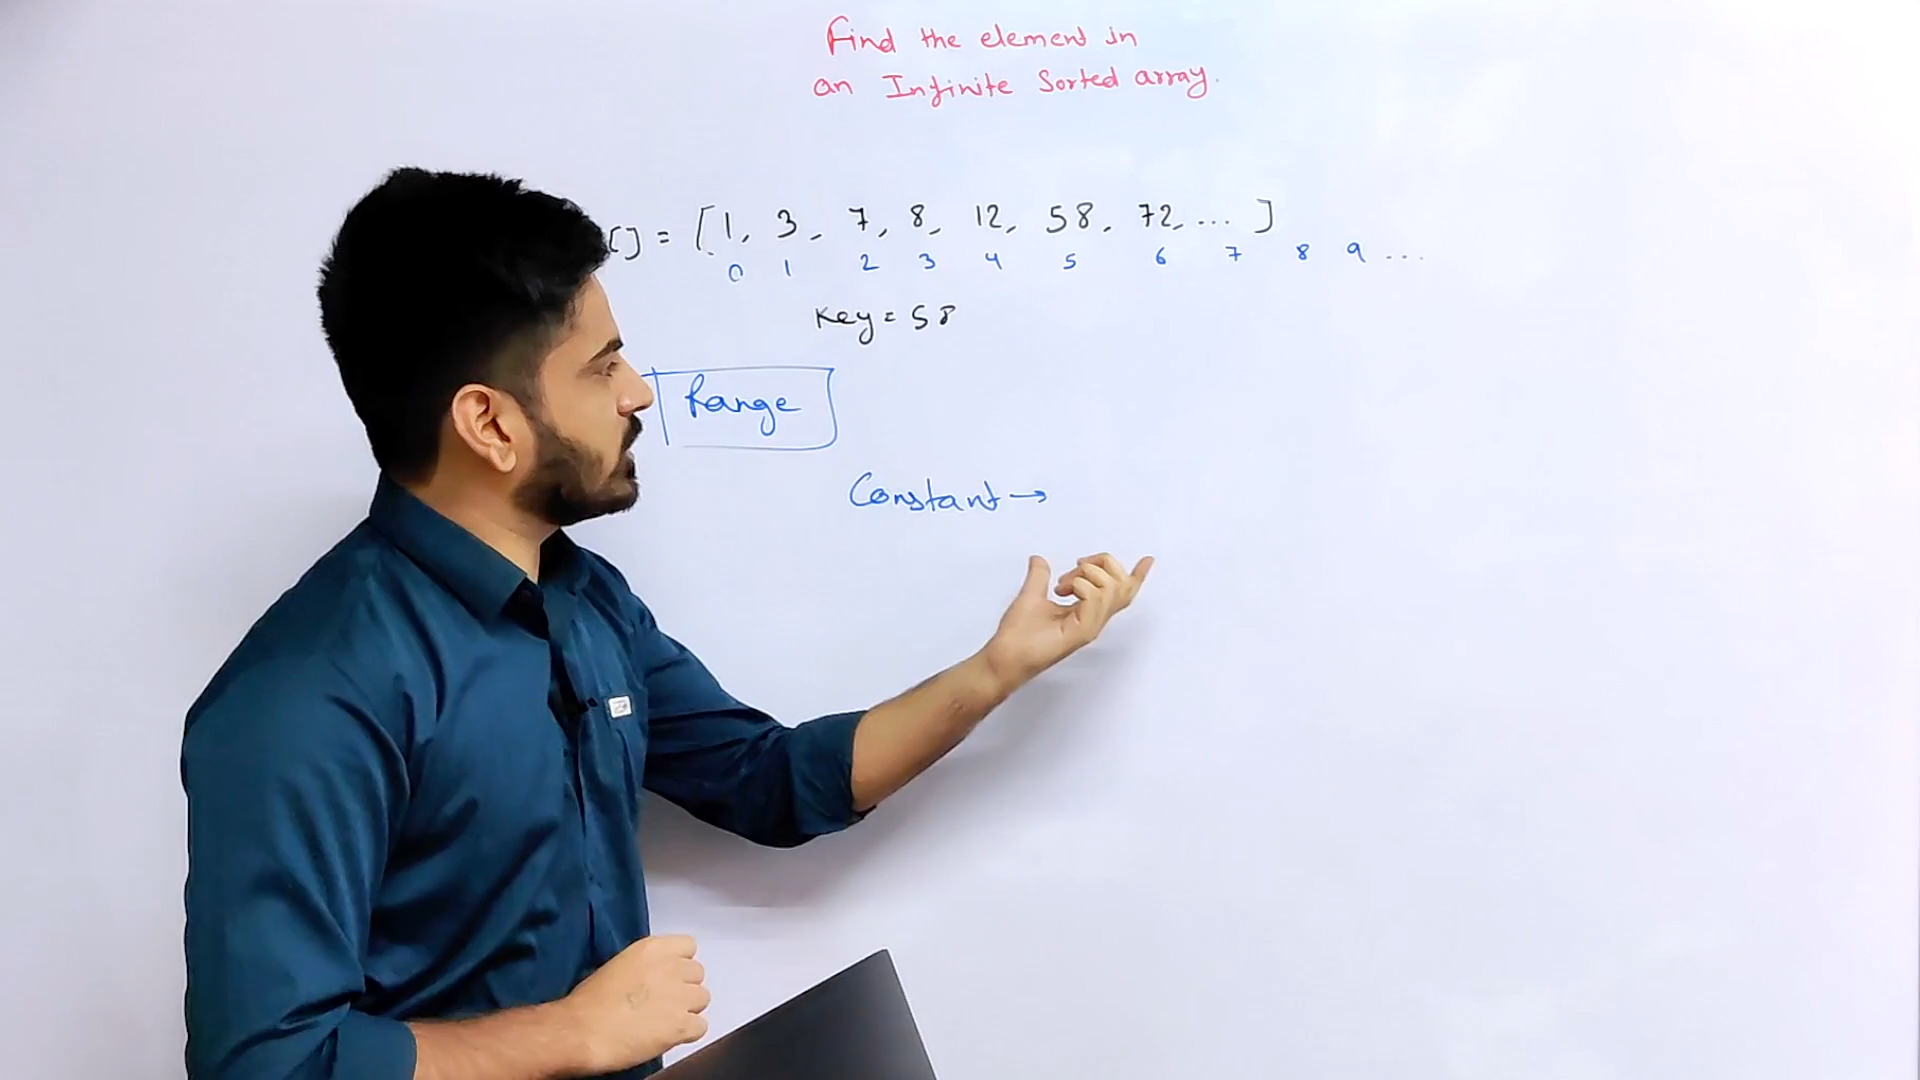 Find the element in
an Infinite Sorted array.
[] = [1, 3, 7, 8, 12, 58, 72, ... ]
0 1 2 3 4 5 6 7 8 9 ...
Key = 58
Range
Constant →